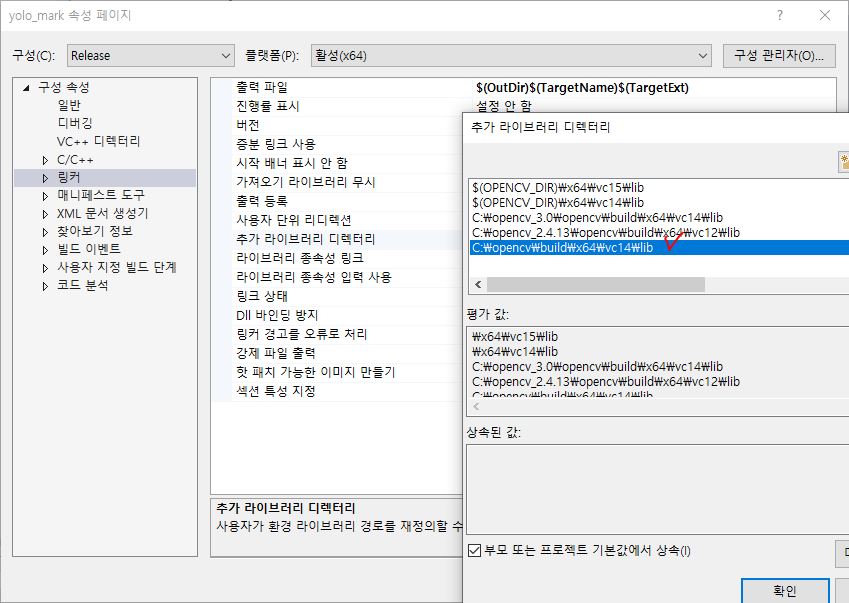 yolo_mark 속성 페이지
구성(C): Release 플랫폼(P): 활성(x64) 구성 관리자(O)...
구성 속성
일반
디버깅
VC++ 디렉터리
C/C++
링커
매니페스트 도구
XML 문서 생성기
찾아보기 정보
빌드 이벤트
사용자 지정 빌드 단계
코드 분석
출력 파일 $(OutDir)$(TargetName)$(TargetExt)
진행률 표시 설정 안 함
버전
증분 링크 사용
시작 배너 표시 안 함
가져오기 라이브러리 무시
출력 등록
사용자 단위 리디렉션
추가 라이브러리 디렉터리
라이브러리 종속성 링크
라이브러리 종속성 입력 사용
링크 상태
Dll 바인딩 방지
링커 경고를 오류로 처리
강제 파일 출력
핫 패치 가능한 이미지 만들기
섹션 특성 지정
추가 라이브러리 디렉터리
사용자가 환경 라이브러리 경로를 재정의할 수
추가 라이브러리 디렉터리
$(OPENCV_DIR)₩x64₩vc15₩lib
$(OPENCV_DIR)₩x64₩vc14₩lib
C:₩opencv_3.0₩opencv₩build₩x64₩vc14₩lib
C:₩opencv_2.4.13₩opencv₩build₩x64₩vc12₩lib
C:₩opencv₩build₩x64₩vc14₩lib
평가 값:
₩x64₩vc15₩lib
₩x64₩vc14₩lib
C:₩opencv_3.0₩opencv₩build₩x64₩vc14₩lib
C:₩opencv_2.4.13₩opencv₩build₩x64₩vc12₩lib
C:₩opencv₩build₩x64₩vc14₩lib
상속된 값:
부모 또는 프로젝트 기본값에서 상속(I)
확인